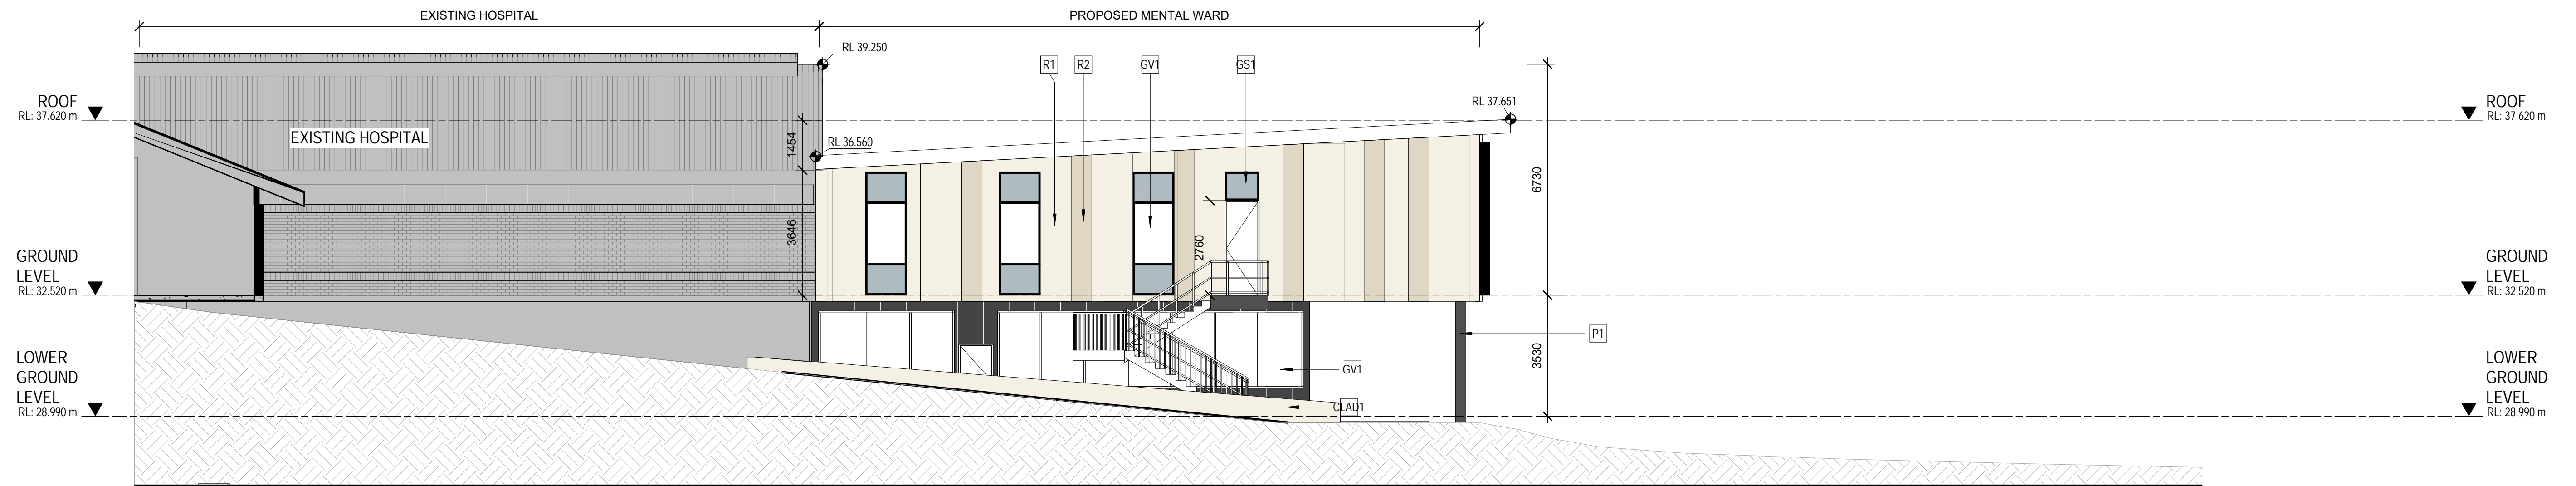 EXISTING HOSPITAL
PROPOSED MENTAL WARD
RL 39.250
R1
R2
GV1
GS1
ROOF
RL: 37.620 m
EXISTING HOSPITAL
1454
RL 36.560
RL 37.651
ROOF
RL: 37.620 m
6730
3646
2760
GROUND
LEVEL
RL: 32.520 m
GROUND
LEVEL
RL: 32.520 m
P1
3530
GV1
CLAD1
LOWER
GROUND
LEVEL
RL: 28.990 m
LOWER
GROUND
LEVEL
RL: 28.990 m